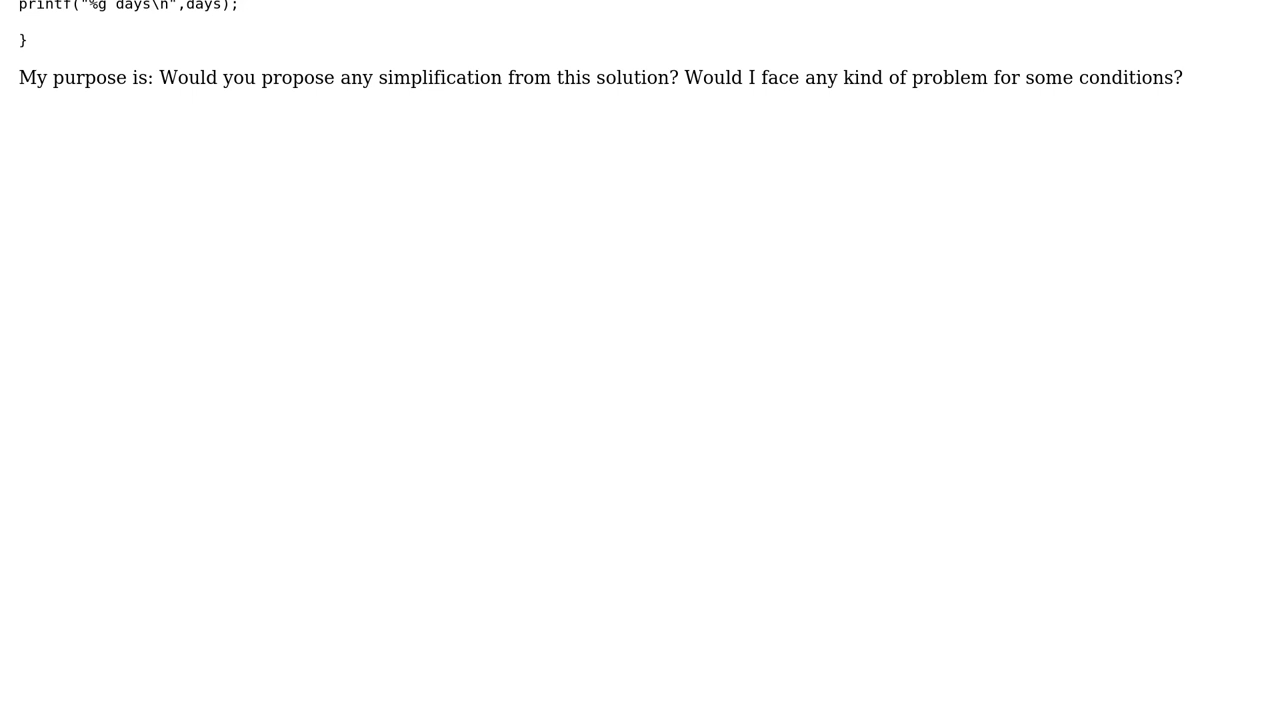 printf("%g days\n",days);
}
My purpose is: Would you propose any simplification from this solution? Would I face any kind of problem for some conditions?